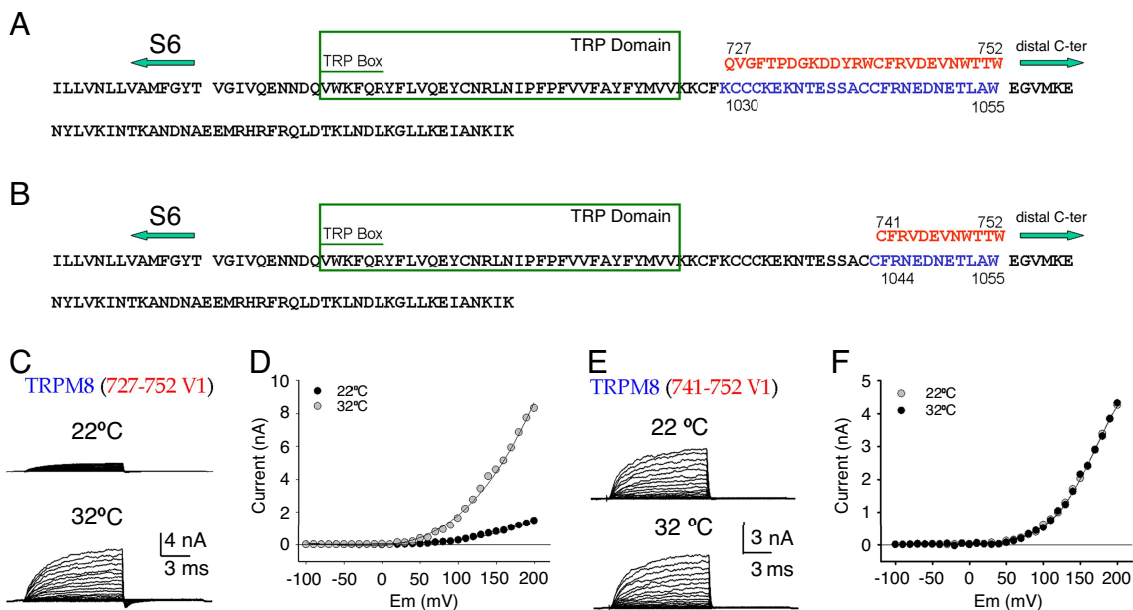 A
S6
TRP Domain
727
752
distal C-ter
TRP Box
QVGFTPDGKDDYRWCFRVDEVNWTTW
ILLVNLLVAMFGYT VGIVQENNDQVWKFQRYFLVQEYCNRLNIPFPFVVFAYFYMVVKKCFKCCCKEKNTESSACCFRNEDNETLAW EGVMKE
1030
1055
NYLVKINTKANDNAEEMRHRFRQLDTKLNDLKGLLKEIANKIK
B
S6
TRP Domain
741
752
distal C-ter
TRP Box
CFRVDEVNWTTW
ILLVNLLVAMFGYT VGIVQENNDQVWKFQRYFLVQEYCNRLNIPFPFVVFAYFYMVVKKCFKCCCKEKNTESSACCFRNEDNETLAW EGVMKE
1044
1055
NYLVKINTKANDNAEEMRHRFRQLDTKLNDLKGLLKEIANKIK
C
TRPM8 (727-752 V1)
22ºC
32ºC
4 nA
3 ms
D
10
8
6
4
2
0
Current (nA)
22ºC
32ºC
-100 -50 0 50 100 150 200
Em (mV)
E
TRPM8 (741-752 V1)
22 ºC
32 ºC
3 nA
3 ms
F
5
4
3
2
1
0
Current (nA)
22ºC
32ºC
-100 -50 0 50 100 150 200
Em (mV)